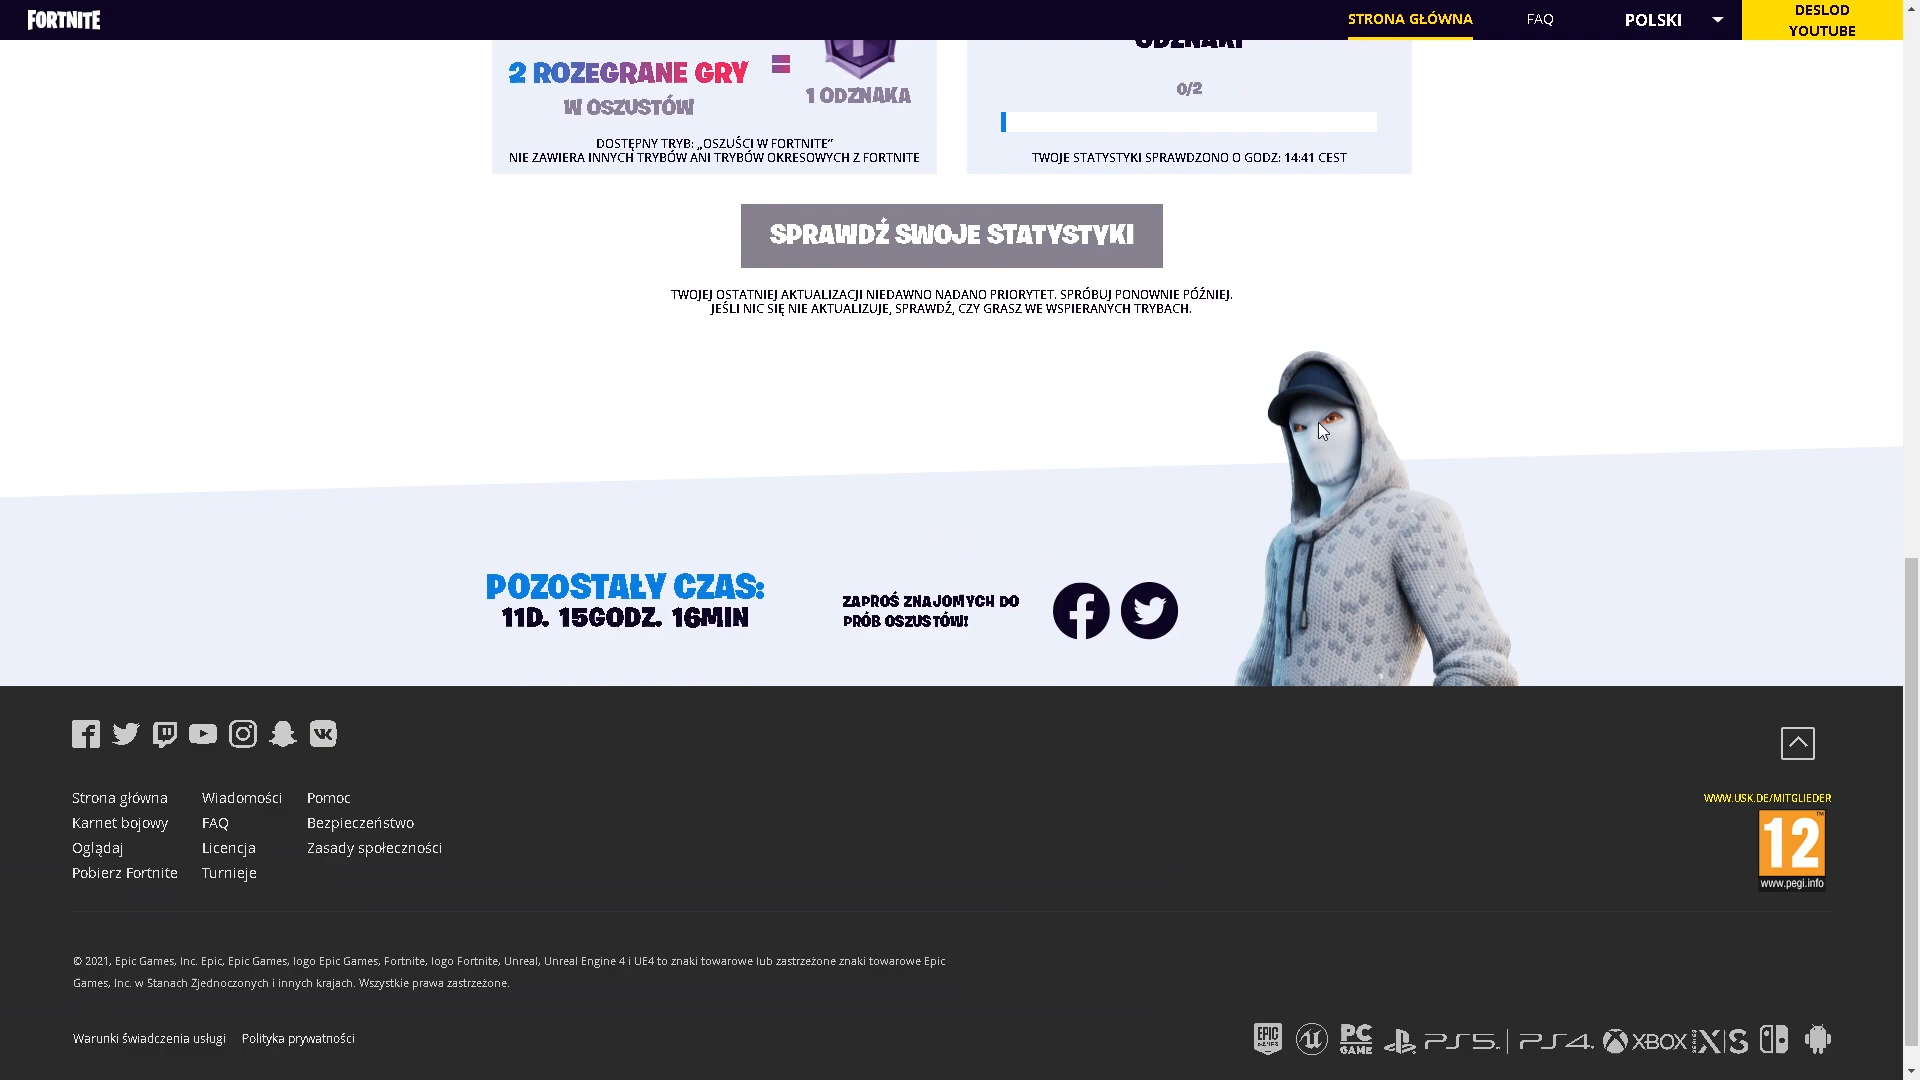 FORTNITE
STRONA GŁÓWNA
FAQ
POLSKI
DESLOD
YOUTUBE
2 ROZEGRANE GRY
W OSZUSTÓW
=
1 ODZNAKA
DOSTĘPNY TRYB: „OSZUŚCI W FORTNITE”
NIE ZAWIERA INNYCH TRYBÓW ANI TRYBÓW OKRESOWYCH Z FORTNITE
ODZNAKI
0/2
TWOJE STATYSTYKI SPRAWDZONO O GODZ: 14:41 CEST
SPRAWDŹ SWOJE STATYSTYKI
TWOJEJ OSTATNIEJ AKTUALIZACJI NIEDAWNO NADANO PRIORYTET. SPRÓBUJ PONOWNIE PÓŹNIEJ.
JEŚLI NIC SIĘ NIE AKTUALIZUJE, SPRAWDŹ, CZY GRASZ WE WSPIERANYCH TRYBACH.
POZOSTAŁY CZAS:
11D. 15GODZ. 16MIN
ZAPROŚ ZNAJOMYCH DO
PRÓB OSZUSTÓW!
Strona główna
Karnet bojowy
Oglądaj
Pobierz Fortnite
Wiadomości
FAQ
Licencja
Turnieje
Pomoc
Bezpieczeństwo
Zasady społeczności
WWW.USK.DE/MITGLIEDER
12
www.pegi.info
© 2021, Epic Games, Inc. Epic, Epic Games, logo Epic Games, Fortnite, logo Fortnite, Unreal, Unreal Engine 4 i UE4 to znaki towarowe lub zastrzeżone znaki towarowe Epic
Games, Inc. w Stanach Zjednoczonych i innych krajach. Wszystkie prawa zastrzeżone.
Warunki świadczenia usługi
Polityka prywatności
EPIC
GAMES
PC
GAME
PS5
PS4
XBOX
SERIES
X|S